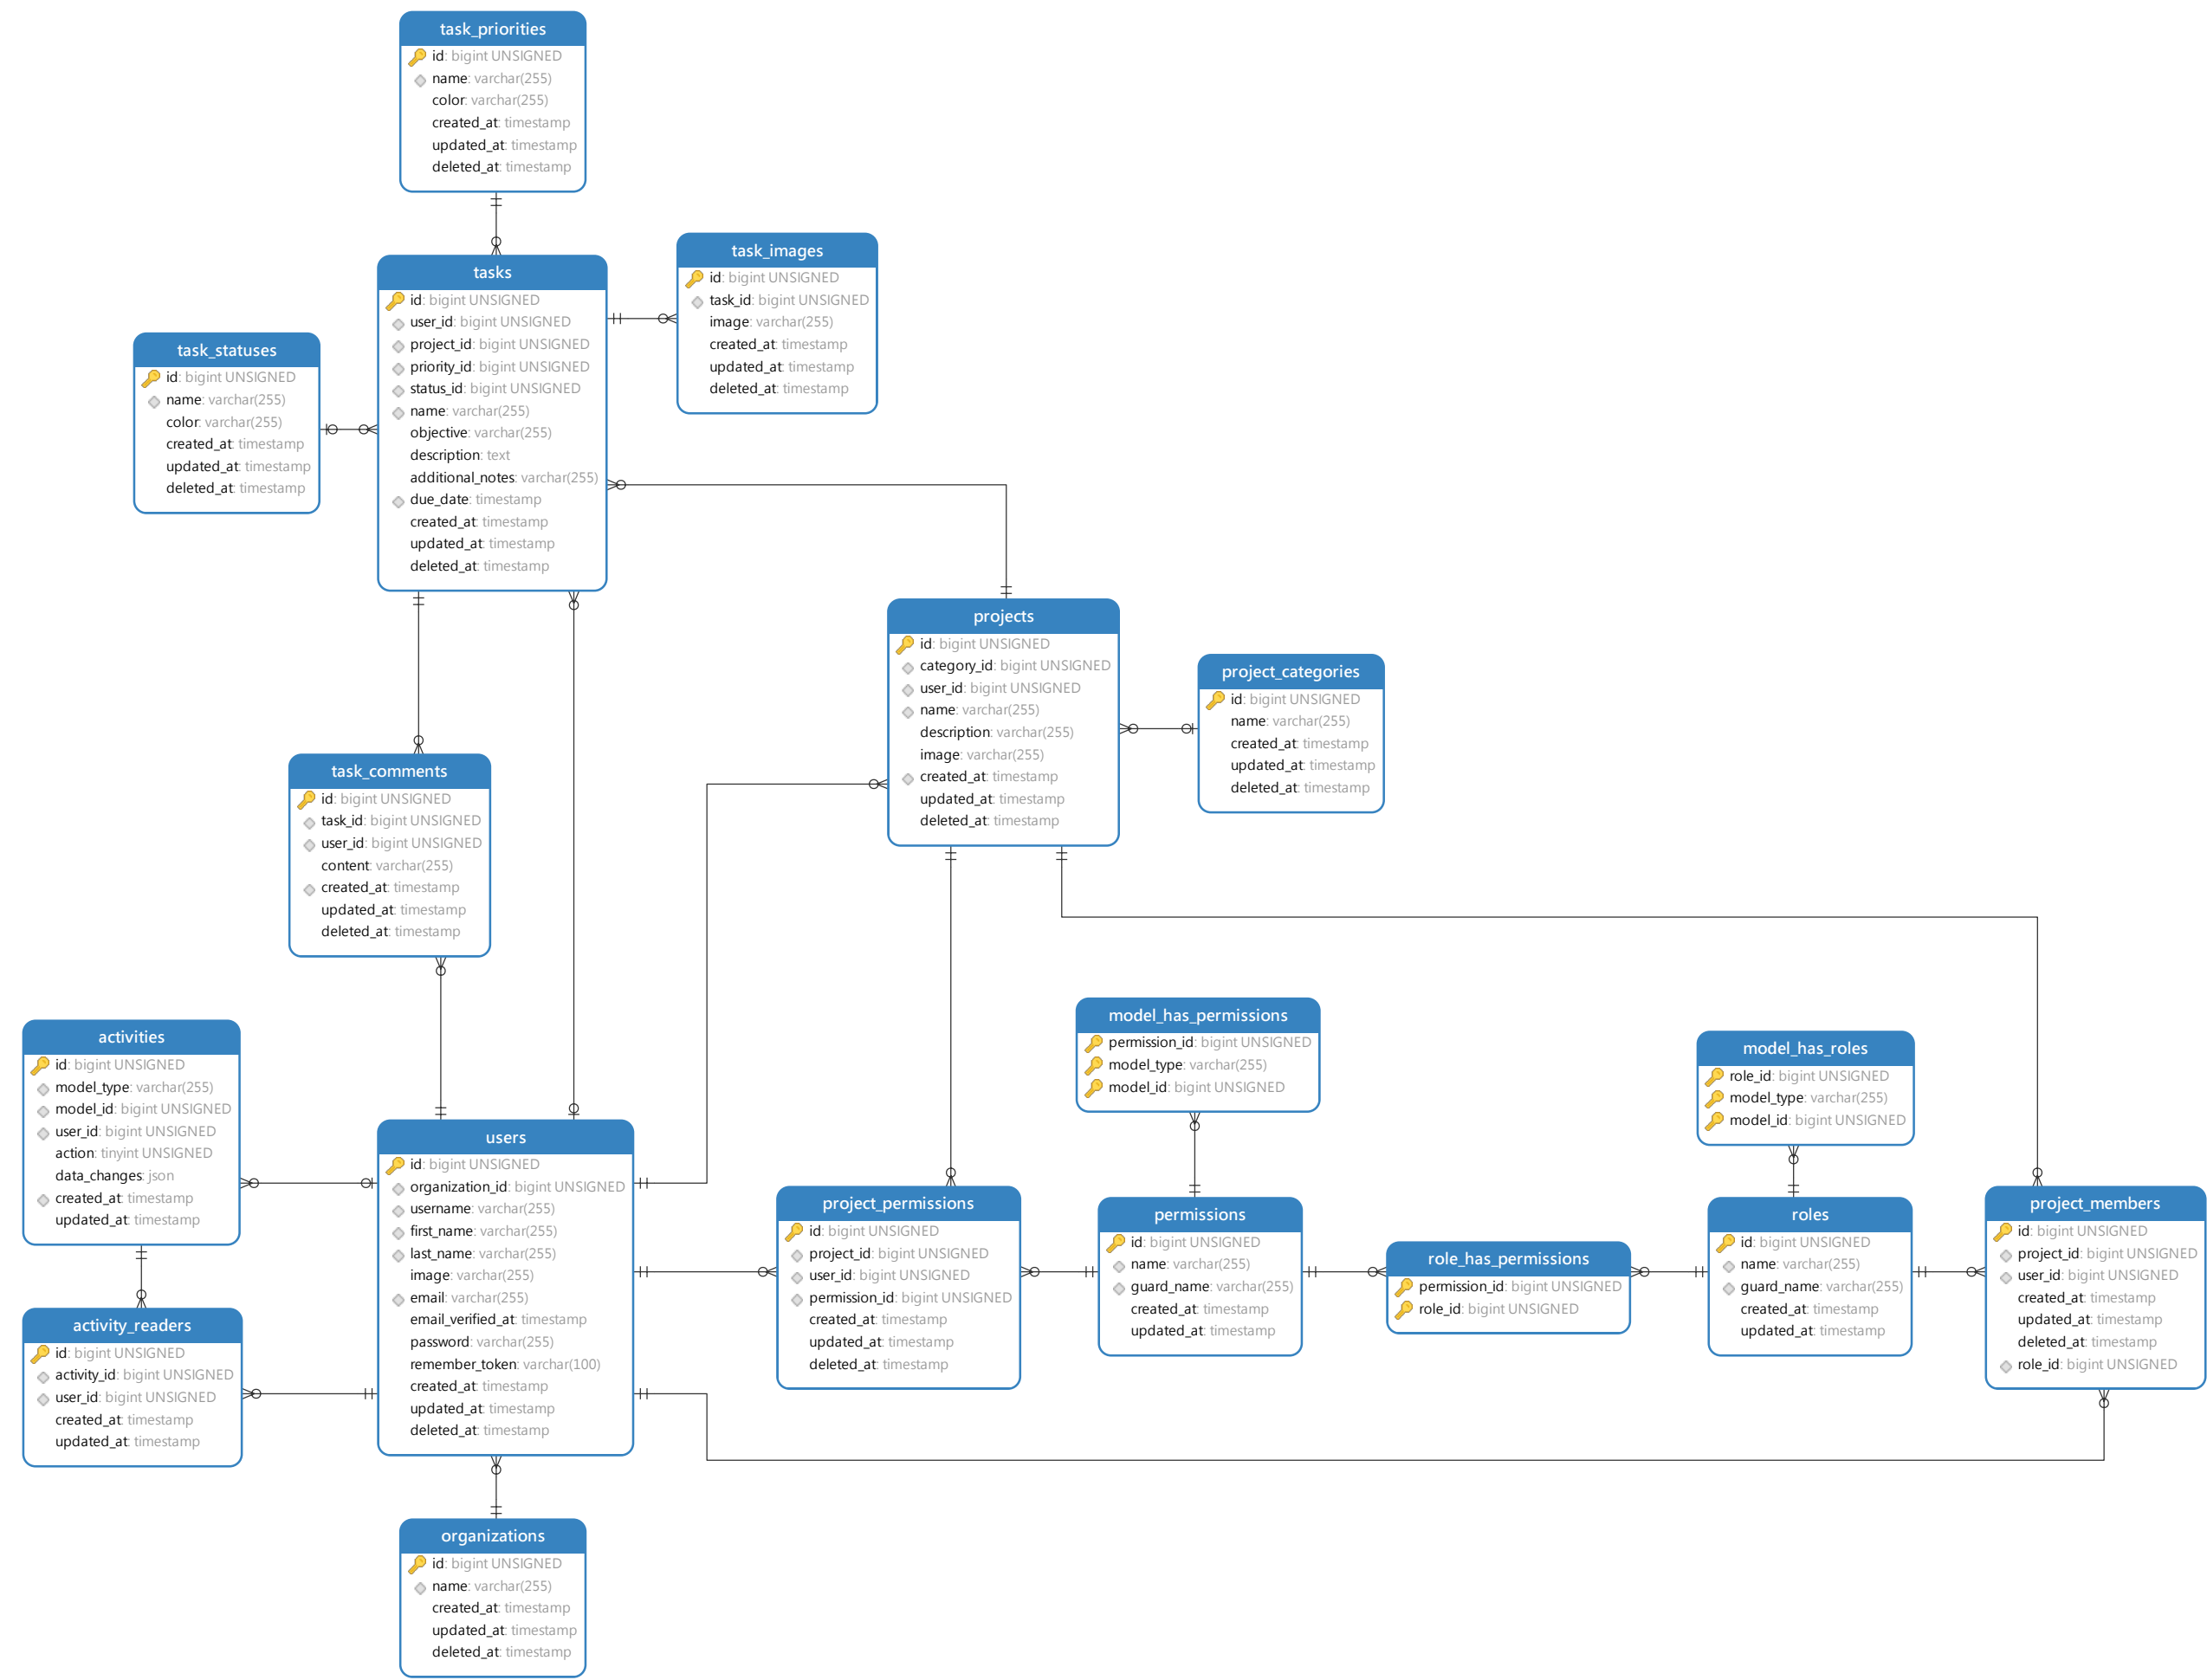 task_priorities
id: bigint UNSIGNED
name: varchar(255)
color: varchar(255)
created_at: timestamp
updated_at: timestamp
deleted_at: timestamp
task_images
id: bigint UNSIGNED
task_id: bigint UNSIGNED
image: varchar(255)
created_at: timestamp
updated_at: timestamp
deleted_at: timestamp
tasks
id: bigint UNSIGNED
user_id: bigint UNSIGNED
project_id: bigint UNSIGNED
priority_id: bigint UNSIGNED
status_id: bigint UNSIGNED
name: varchar(255)
objective: varchar(255)
description: text
additional_notes: varchar(255)
due_date: timestamp
created_at: timestamp
updated_at: timestamp
deleted_at: timestamp
task_statuses
id: bigint UNSIGNED
name: varchar(255)
color: varchar(255)
created_at: timestamp
updated_at: timestamp
deleted_at: timestamp
projects
id: bigint UNSIGNED
category_id: bigint UNSIGNED
user_id: bigint UNSIGNED
name: varchar(255)
description: varchar(255)
image: varchar(255)
created_at: timestamp
updated_at: timestamp
deleted_at: timestamp
project_categories
id: bigint UNSIGNED
name: varchar(255)
created_at: timestamp
updated_at: timestamp
deleted_at: timestamp
task_comments
id: bigint UNSIGNED
task_id: bigint UNSIGNED
user_id: bigint UNSIGNED
content: varchar(255)
created_at: timestamp
updated_at: timestamp
deleted_at: timestamp
activities
id: bigint UNSIGNED
model_type: varchar(255)
model_id: bigint UNSIGNED
user_id: bigint UNSIGNED
action: tinyint UNSIGNED
data_changes: json
created_at: timestamp
updated_at: timestamp
model_has_permissions
permission_id: bigint UNSIGNED
model_type: varchar(255)
model_id: bigint UNSIGNED
model_has_roles
role_id: bigint UNSIGNED
model_type: varchar(255)
model_id: bigint UNSIGNED
users
id: bigint UNSIGNED
organization_id: bigint UNSIGNED
username: varchar(255)
first_name: varchar(255)
last_name: varchar(255)
image: varchar(255)
email: varchar(255)
email_verified_at: timestamp
password: varchar(255)
remember_token: varchar(100)
created_at: timestamp
updated_at: timestamp
deleted_at: timestamp
project_permissions
id: bigint UNSIGNED
project_id: bigint UNSIGNED
user_id: bigint UNSIGNED
permission_id: bigint UNSIGNED
created_at: timestamp
updated_at: timestamp
deleted_at: timestamp
permissions
id: bigint UNSIGNED
name: varchar(255)
guard_name: varchar(255)
created_at: timestamp
updated_at: timestamp
role_has_permissions
permission_id: bigint UNSIGNED
role_id: bigint UNSIGNED
roles
id: bigint UNSIGNED
name: varchar(255)
guard_name: varchar(255)
created_at: timestamp
updated_at: timestamp
project_members
id: bigint UNSIGNED
project_id: bigint UNSIGNED
user_id: bigint UNSIGNED
created_at: timestamp
updated_at: timestamp
deleted_at: timestamp
role_id: bigint UNSIGNED
activity_readers
id: bigint UNSIGNED
activity_id: bigint UNSIGNED
user_id: bigint UNSIGNED
created_at: timestamp
updated_at: timestamp
organizations
id: bigint UNSIGNED
name: varchar(255)
created_at: timestamp
updated_at: timestamp
deleted_at: timestamp